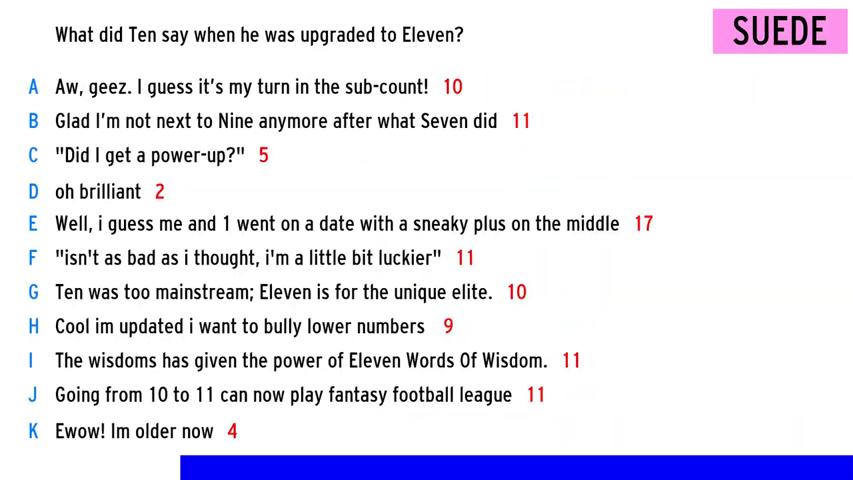 What did Ten say when he was upgraded to Eleven?
SUEDE
A Aw, geez. I guess it's my turn in the sub-count! 10
B Glad I'm not next to Nine anymore after what Seven did 11
C "Did I get a power-up?" 5
D oh brilliant 2
E Well, i guess me and 1 went on a date with a sneaky plus on the middle 17
F "isn't as bad as i thought, i'm a little bit luckier" 11
G Ten was too mainstream; Eleven is for the unique elite. 10
H Cool im updated i want to bully lower numbers 9
I The wisdoms has given the power of Eleven Words Of Wisdom. 11
J Going from 10 to 11 can now play fantasy football league 11
K Ewow! Im older now 4